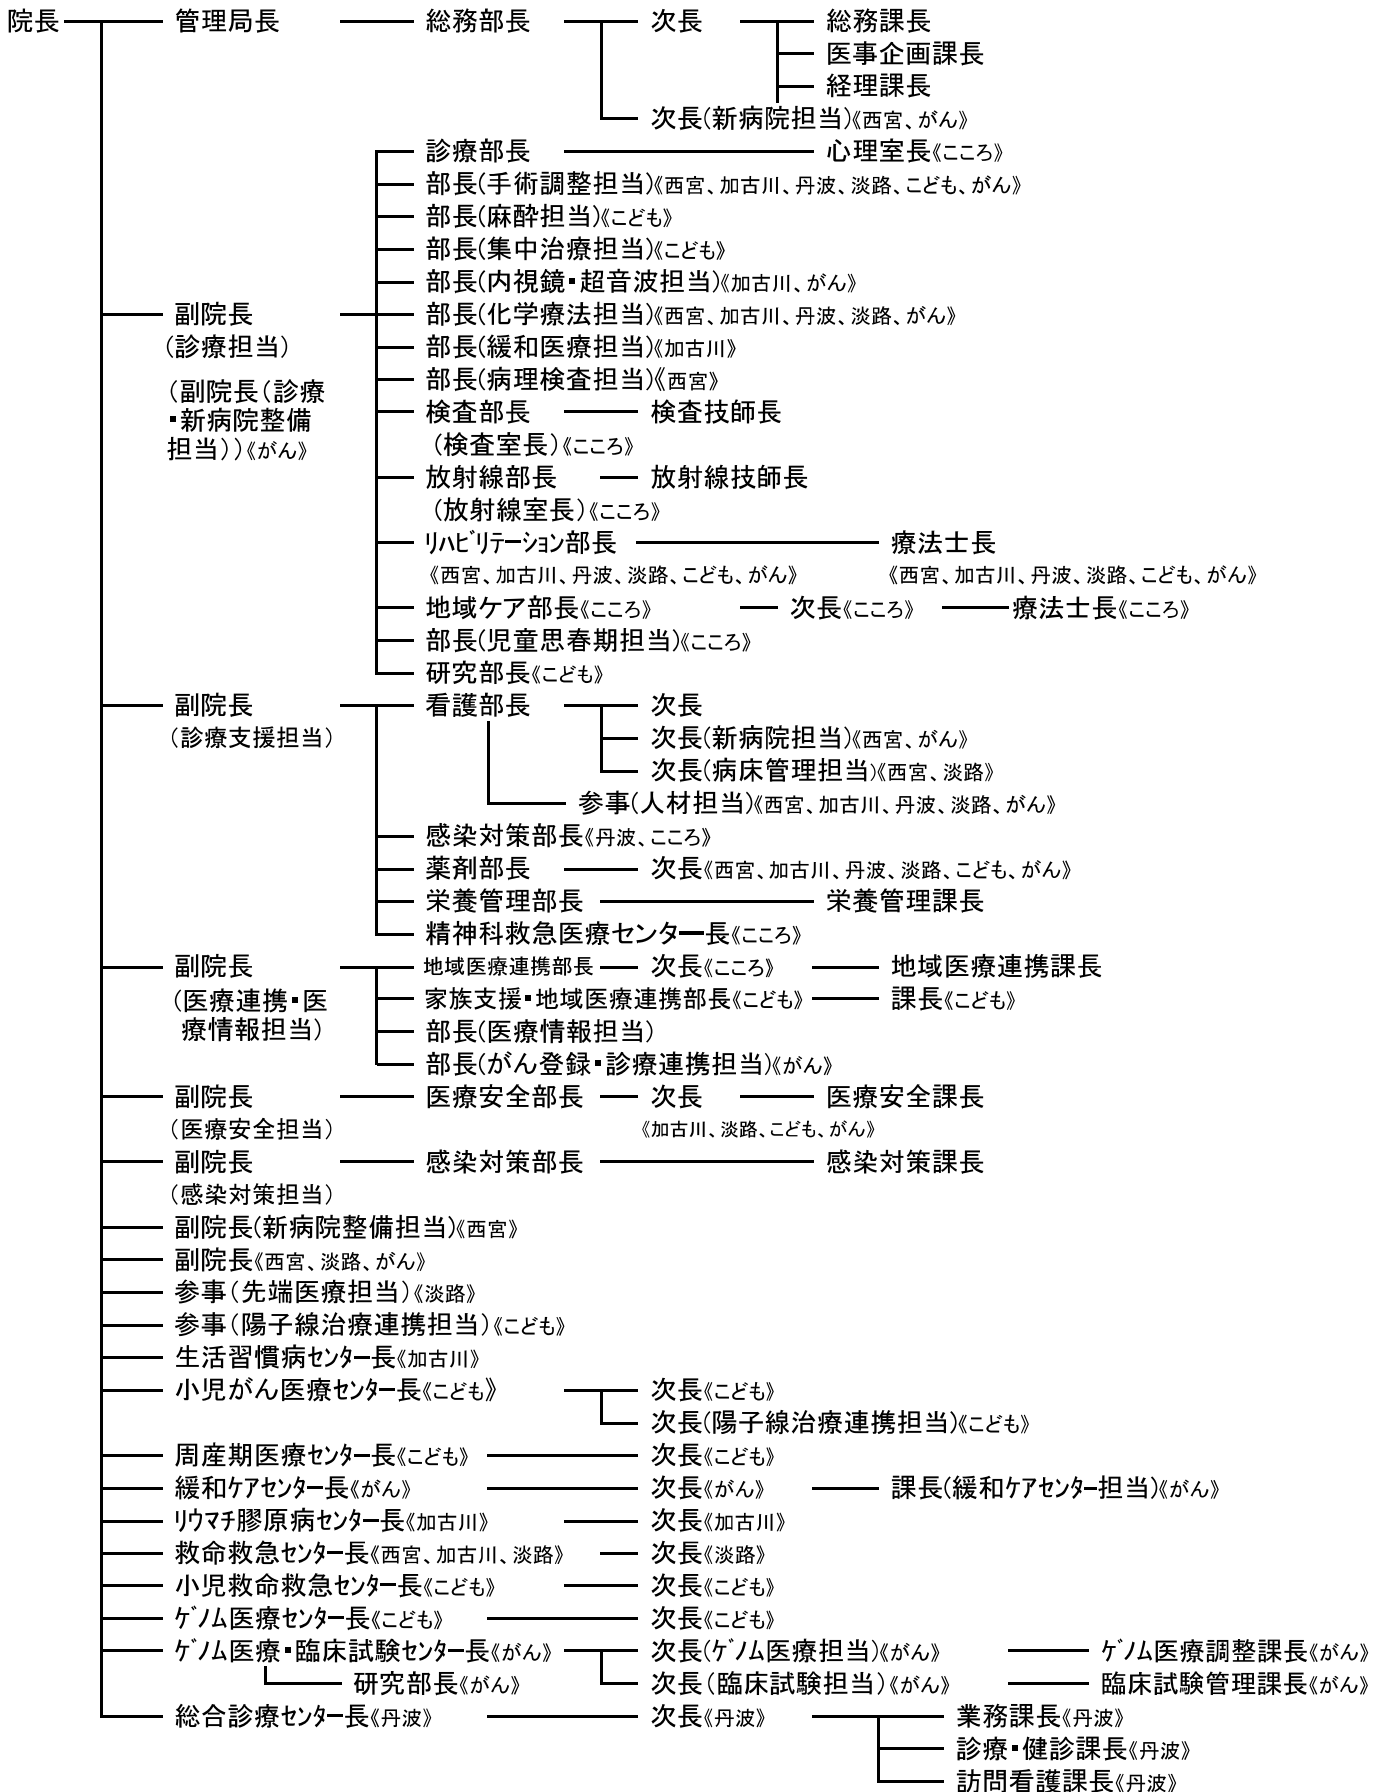 院長 管理局長 総務部長 次長 総務課長
医事企画課長
経理課長
次長(新病院担当)《西宮、がん》
診療部長 心理室長《こころ》
部長(手術調整担当)《西宮、加古川、丹波、淡路、こども、がん》
部長(麻酔担当)《こども》
部長(集中治療担当)《こども》
部長(内視鏡・超音波担当)《加古川、がん》
副院長 部長(化学療法担当)《西宮、加古川、丹波、淡路、がん》
(診療担当) 部長(緩和医療担当)《加古川》
(副院長(診療
・新病院整備
担当))《がん》
部長(病理検査担当)《西宮》
検査部長 検査技師長
(検査室長)《こころ》
放射線部長 放射線技師長
(放射線室長)《こころ》
ﾘﾊﾋﾞﾘﾃｰｼｮﾝ部長 療法士長
《西宮、加古川、丹波、淡路、こども、がん》 《西宮、加古川、丹波、淡路、こども、がん》
地域ケア部長《こころ》 次長《こころ》 療法士長《こころ》
部長(児童思春期担当)《こころ》
研究部長《こども》
副院長 看護部長 次長
(診療支援担当) 次長(新病院担当)《西宮、がん》
次長(病床管理担当)《西宮、淡路》
参事(人材担当)《西宮、加古川、丹波、淡路、がん》
感染対策部長《丹波、こころ》
薬剤部長 次長《西宮、加古川、丹波、淡路、こども、がん》
栄養管理部長 栄養管理課長
精神科救急医療センター長《こころ》
副院長 地域医療連携部長 次長《こころ》 地域医療連携課長
(医療連携・医
療情報担当)
家族支援・地域医療連携部長《こども》 課長《こども》
部長(医療情報担当)
部長(がん登録・診療連携担当)《がん》
副院長 医療安全部長 次長 医療安全課長
(医療安全担当) 《加古川、淡路、こども、がん》
副院長 感染対策部長 感染対策課長
(感染対策担当)
副院長(新病院整備担当)《西宮》
副院長《西宮、淡路、がん》
参事(先端医療担当)《淡路》
参事(陽子線治療連携担当)《こども》
生活習慣病ｾﾝﾀｰ長《加古川》
小児がん医療ｾﾝﾀｰ長《こども》 次長《こども》
次長(陽子線治療連携担当)《こども》
周産期医療ｾﾝﾀｰ長《こども》 次長《こども》
緩和ｹｱｾﾝﾀｰ長《がん》 次長《がん》 課長(緩和ｹｱｾﾝﾀｰ担当)《がん》
ﾘｳﾏﾁ膠原病ｾﾝﾀｰ長《加古川》 次長《加古川》
救命救急ｾﾝﾀｰ長《西宮、加古川、淡路》 次長《淡路》
小児救命救急ｾﾝﾀｰ長《こども》 次長《こども》
ｹﾞﾉﾑ医療ｾﾝﾀｰ長《こども》 次長《こども》
ｹﾞﾉﾑ医療・臨床試験ｾﾝﾀｰ長《がん》 次長(ｹﾞﾉﾑ医療担当)《がん》 ｹﾞﾉﾑ医療調整課長《がん》
研究部長《がん》 次長(臨床試験担当)《がん》 臨床試験管理課長《がん》
総合診療ｾﾝﾀｰ長《丹波》 次長《丹波》 業務課長《丹波》
診療・健診課長《丹波》
訪問看護課長《丹波》